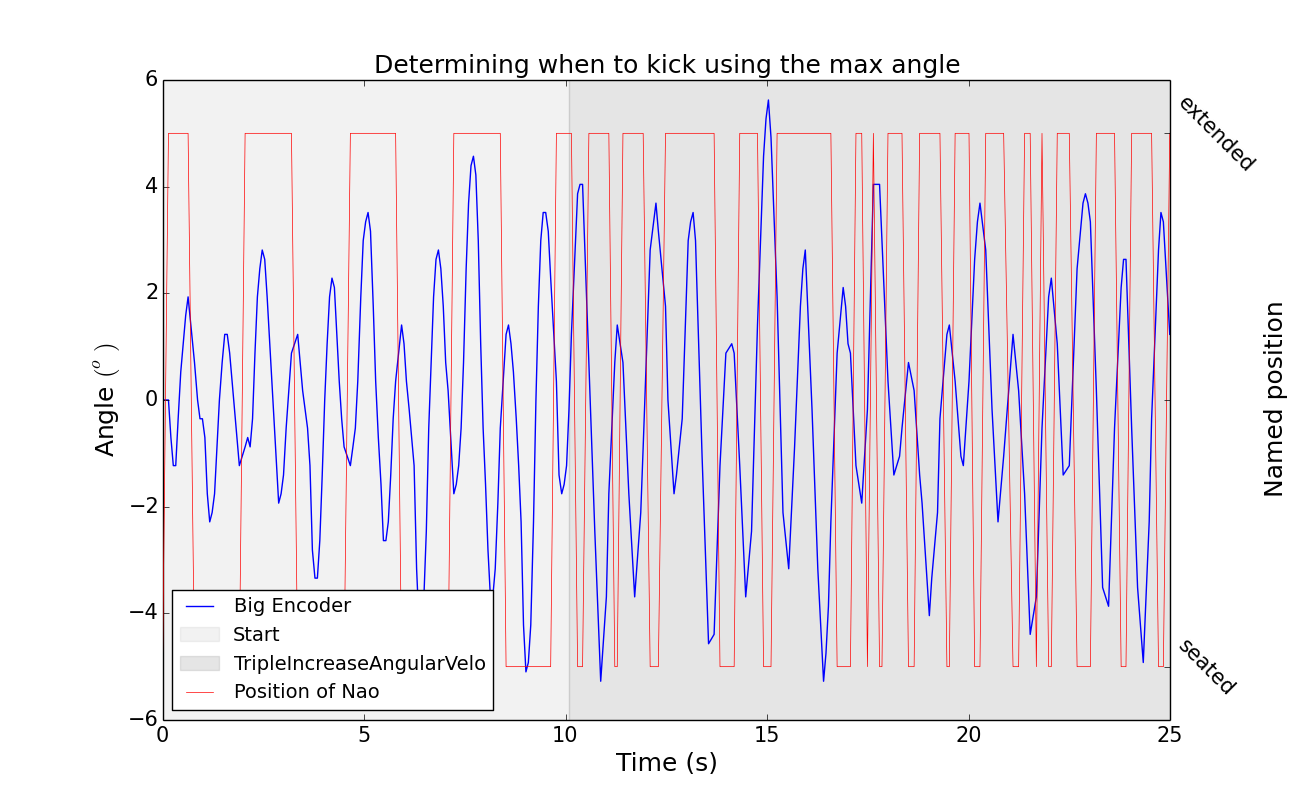 Determining when to kick using the max angle
6
4
2
0
−2
−4
−6
Angle (o)
Big Encoder
Start
TripleIncreaseAngularVelo
Position of Nao
0 5 10 15 20 25
Time (s)
extended
seated
Named position